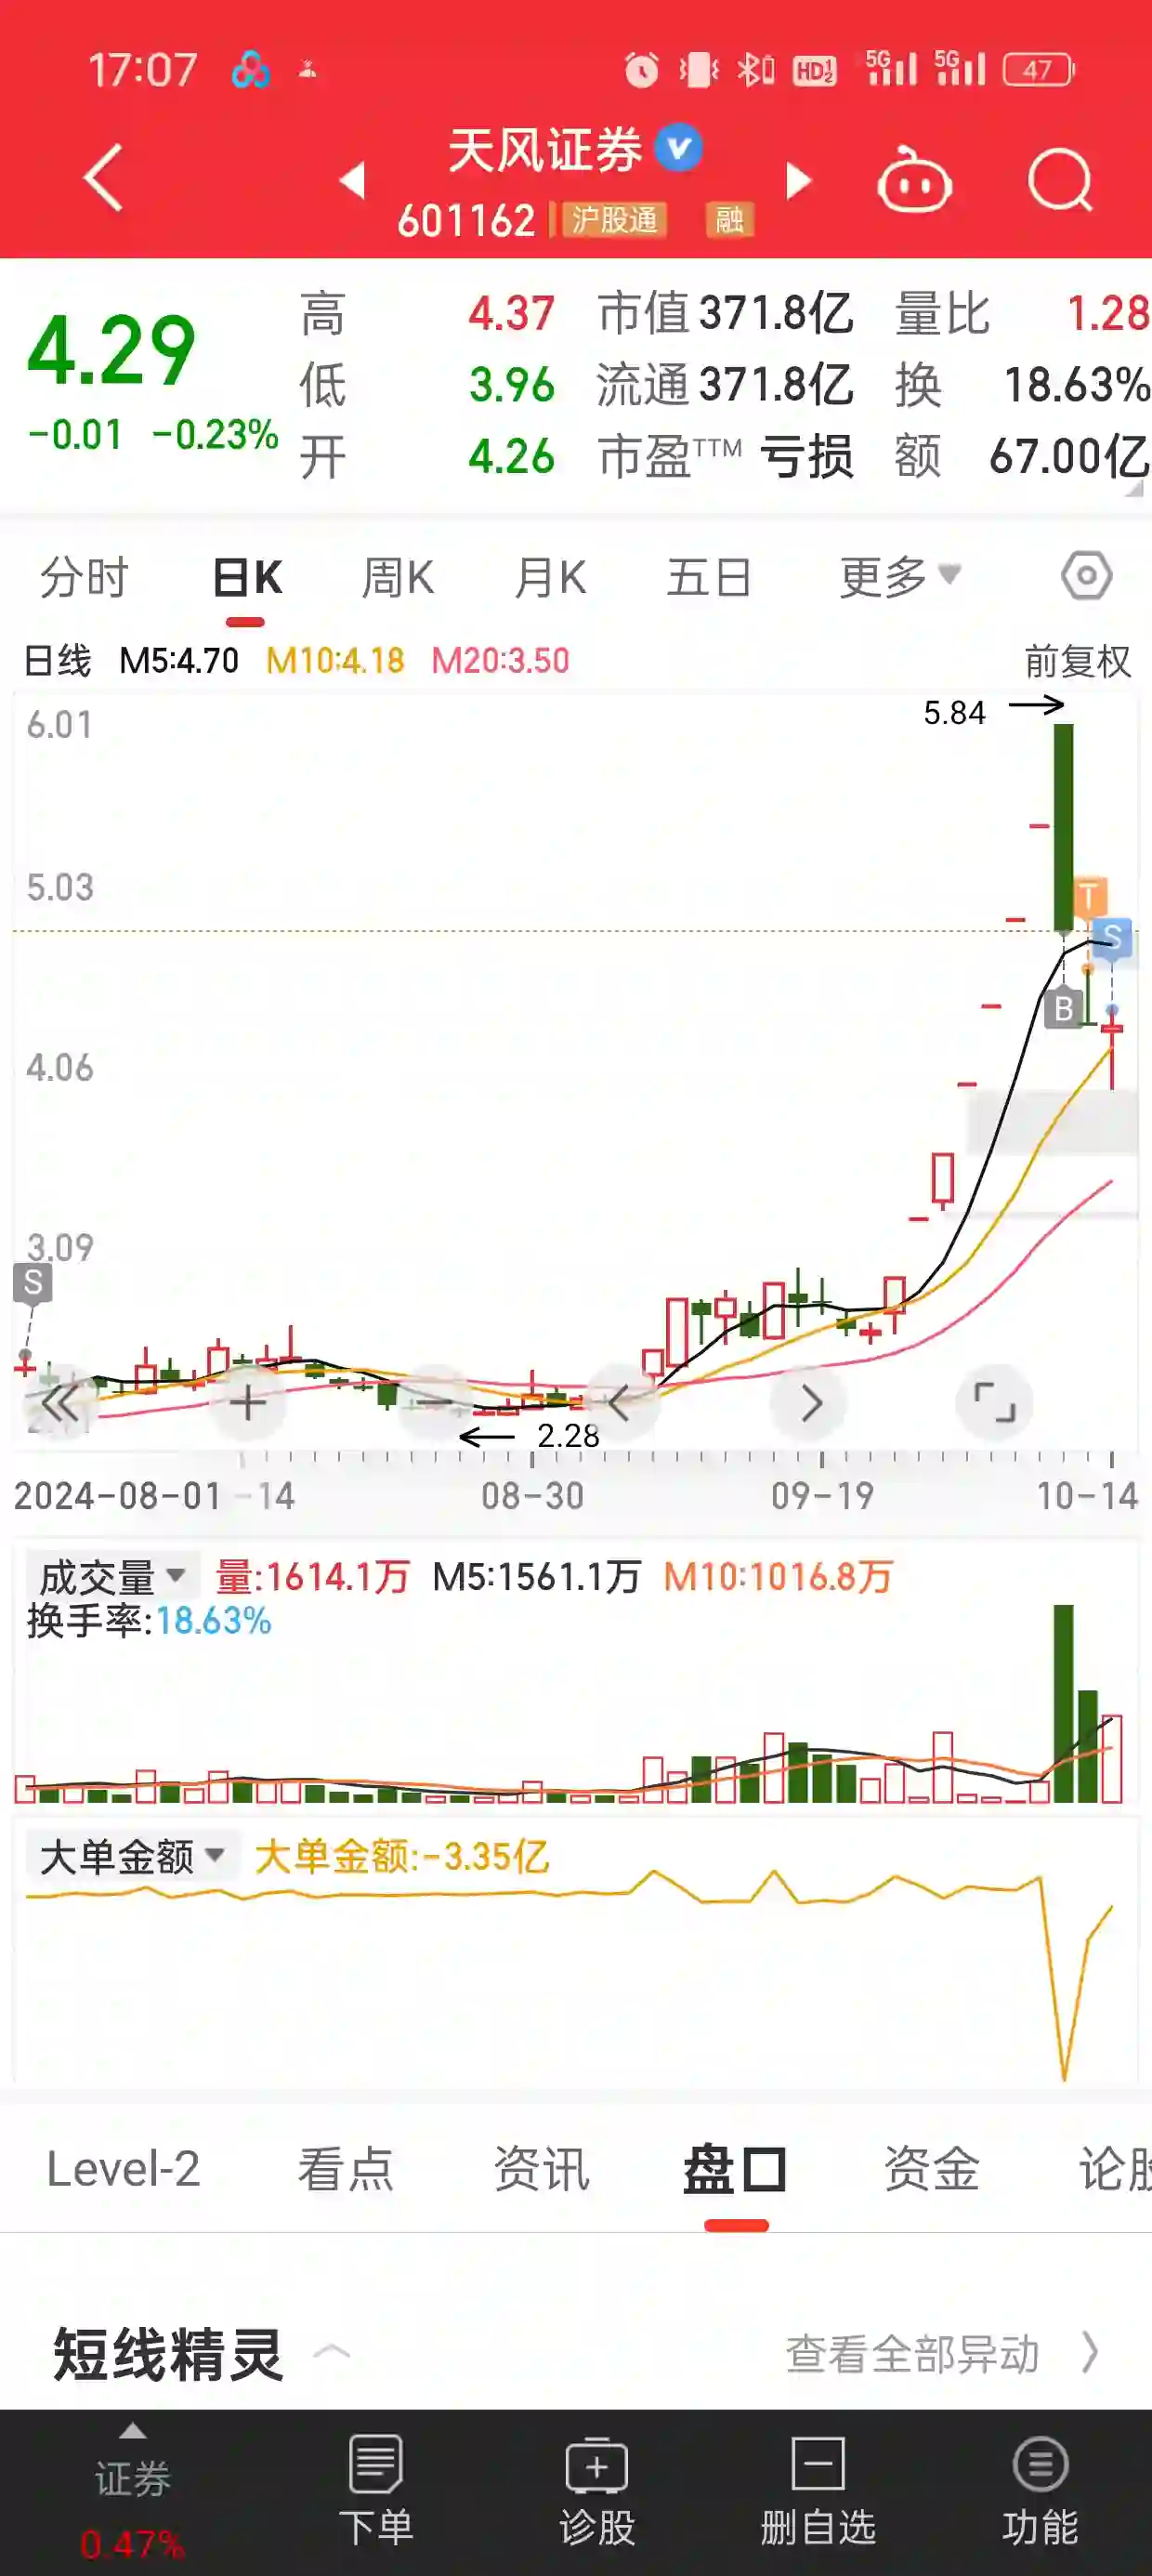 17:07 HD 1 2 5G 5G 47
天风证券
601162 沪股通 融
4.29
-0.01 -0.23%
高 4.37 市值 371.8亿 量比 1.28
低 3.96 流通 371.8亿 换 18.63%
开 4.26 市盈TTM 亏损 额 67.00亿
分时 日K 周K 月K 五日 更多
日线 M5:4.70 M10:4.18 M20:3.50 前复权
5.84
6.01
5.03
T
S
B
4.06
3.09
S
2.28
2024-08-01 -14 08-30 09-19 10-14
成交量 量:1614.1万 M5:1561.1万 M10:1016.8万
换手率:18.63%
大单金额 大单金额:-3.35亿
Level-2 看点 资讯 盘口 资金 论股
短线精灵 查看全部异动
证券 下单 诊股 删自选 功能
0.47%